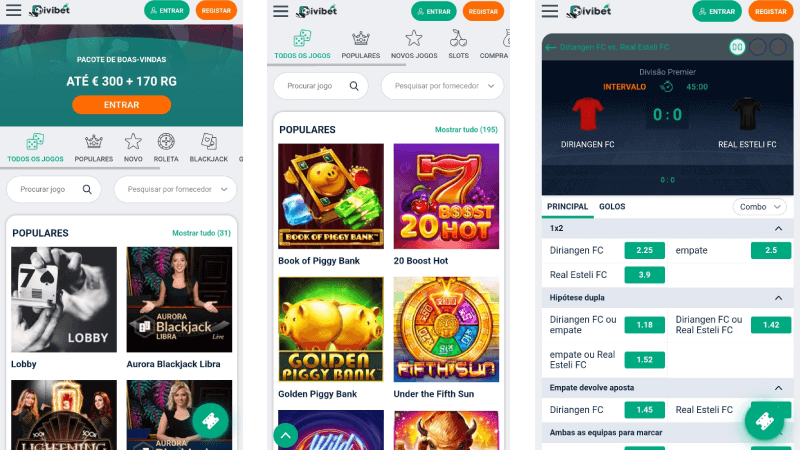 Divibet
ENTRAR
REGISTAR
PACOTE DE BOAS-VINDAS
ATÉ € 300 + 170 RG
ENTRAR
TODOS OS JOGOS
POPULARES
NOVO
ROLETA
BLACKJACK
Procurar jogo
Pesquisar por fornecedor
POPULARES
Mostrar tudo (31)
7
LOBBY
AURORA
Blackjack
LIBRA
Live
Lobby
Aurora Blackjack Libra
LIGHTNING
AURORA
Blackjack
Divibet
ENTRAR
REGISTAR
TODOS OS JOGOS
POPULARES
NOVOS JOGOS
SLOTS
COMPRA
Procurar jogo
Pesquisar por fornecedor
POPULARES
Mostrar tudo (195)
BOOK OF PIGGY BANK
7
BOOST
20 HOT
Book of Piggy Bank
20 Boost Hot
GOLDEN
PIGGY BANK
FIFTH SUN
Golden Piggy Bank
Under the Fifth Sun
Wild
Divibet
ENTRAR
REGISTAR
Diriangen FC vs. Real Esteli FC
Divisão Premier
INTERVALO
45:00
0 : 0
DIRIANGEN FC
REAL ESTELI FC
0 : 0
PRINCIPAL
GOLOS
Combo
1x2
Diriangen FC
2.25
empate
2.5
Real Esteli FC
3.9
Hipótese dupla
Diriangen FC ou
empate
1.18
Diriangen FC ou
Real Esteli FC
1.42
empate ou Real
Esteli FC
1.52
Empate devolve aposta
Diriangen FC
1.45
Real Esteli FC
Ambas as equipas para marcar